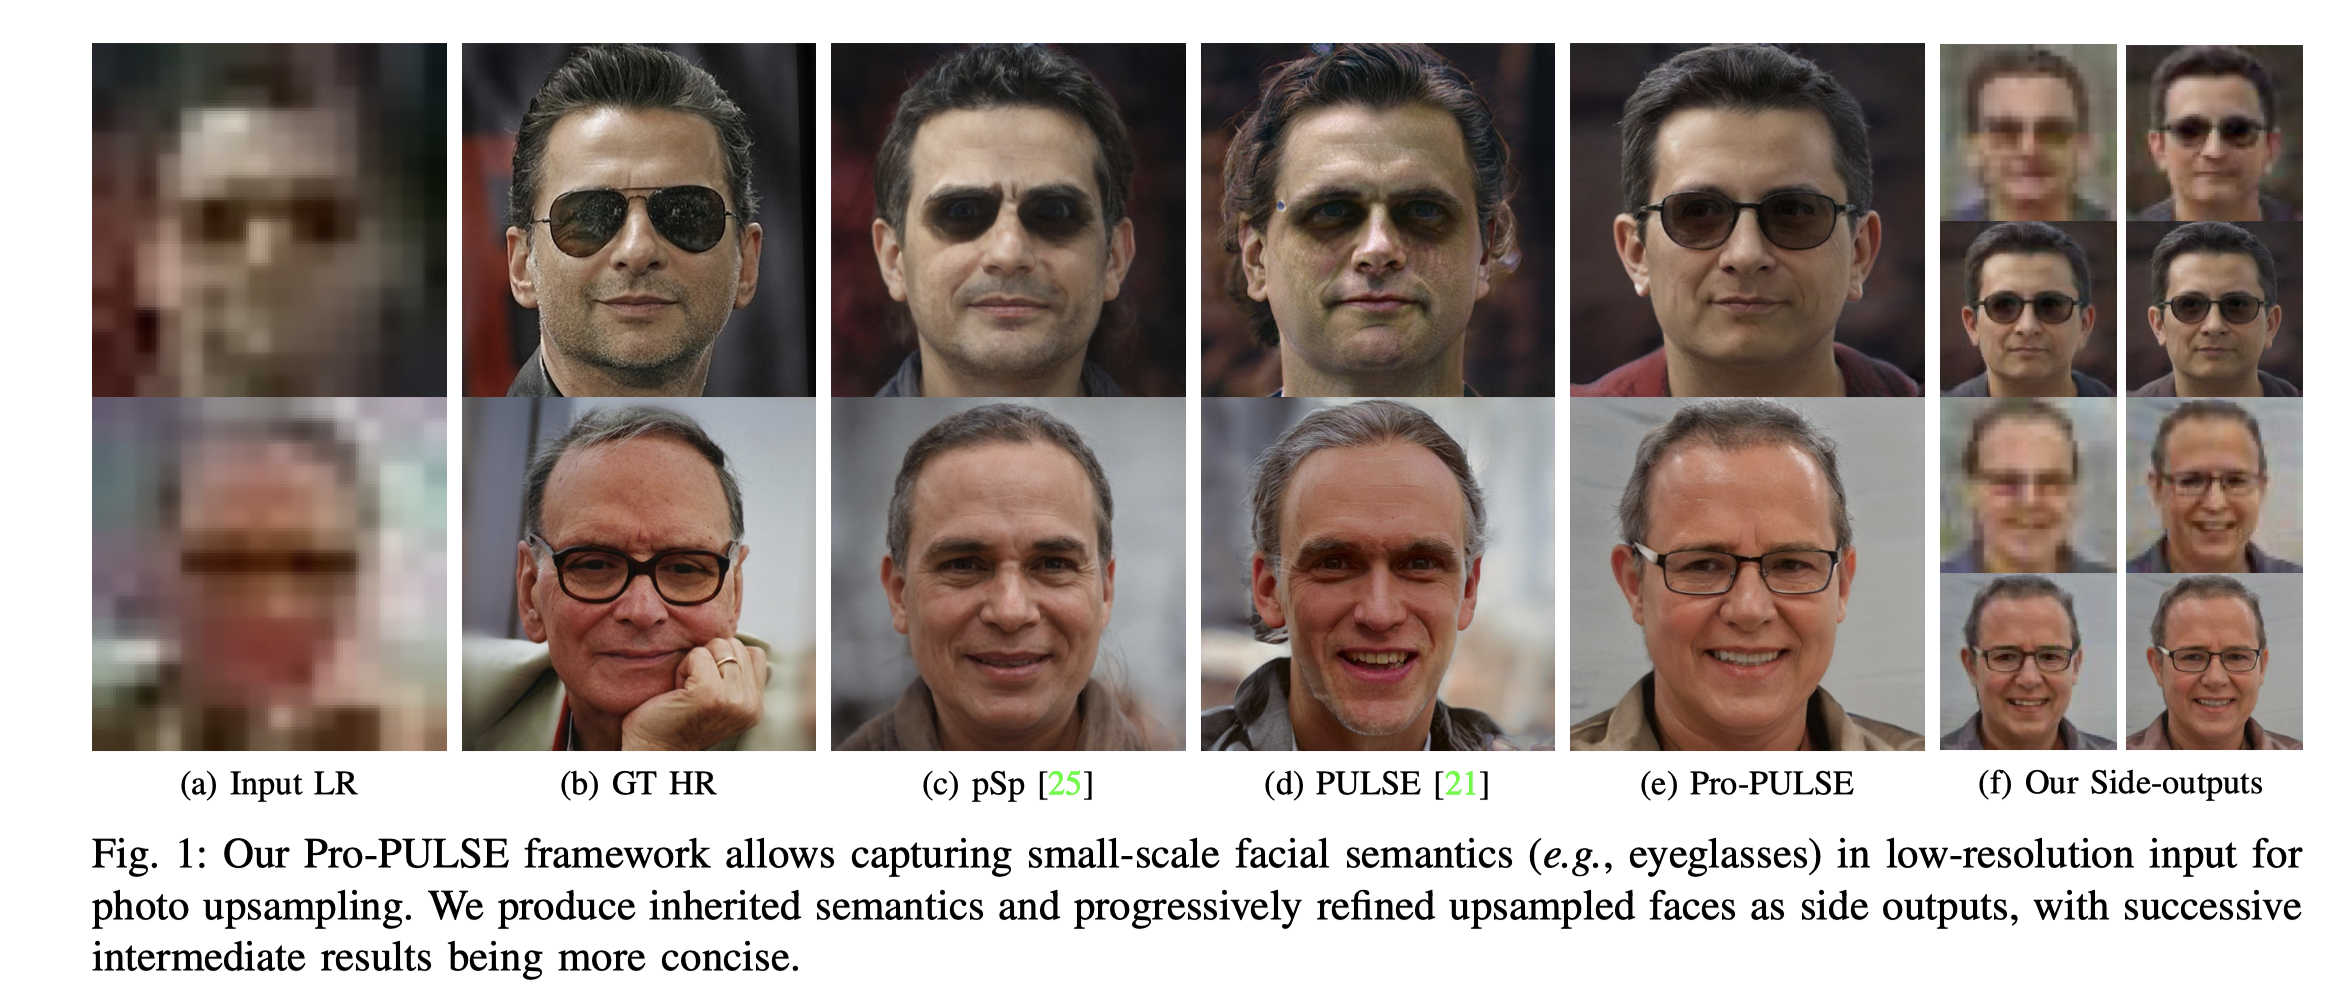 (a) Input LR
(b) GT HR
(c) pSp [25]
(d) PULSE [21]
(e) Pro-PULSE
(f) Our Side-outputs
Fig. 1: Our Pro-PULSE framework allows capturing small-scale facial semantics (e.g., eyeglasses) in low-resolution input for
photo upsampling. We produce inherited semantics and progressively refined upsampled faces as side outputs, with successive
intermediate results being more concise.